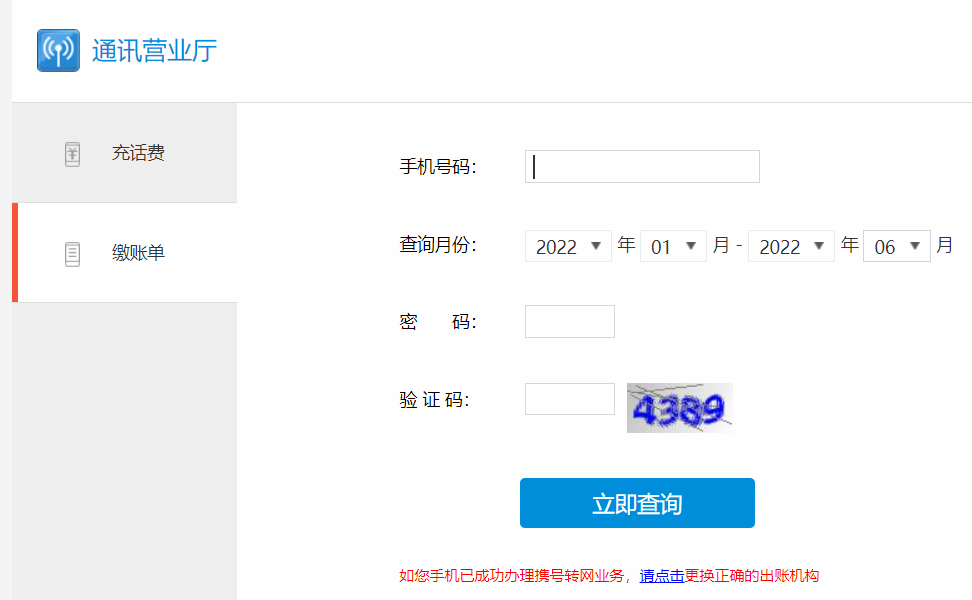 通讯营业厅
充话费
缴账单
手机号码：
查询月份： 2022 年 01 月 - 2022 年 06 月
密 码：
验 证 码： 4389
立即查询
如您手机已成功办理携号转网业务，请点击更换正确的出账机构